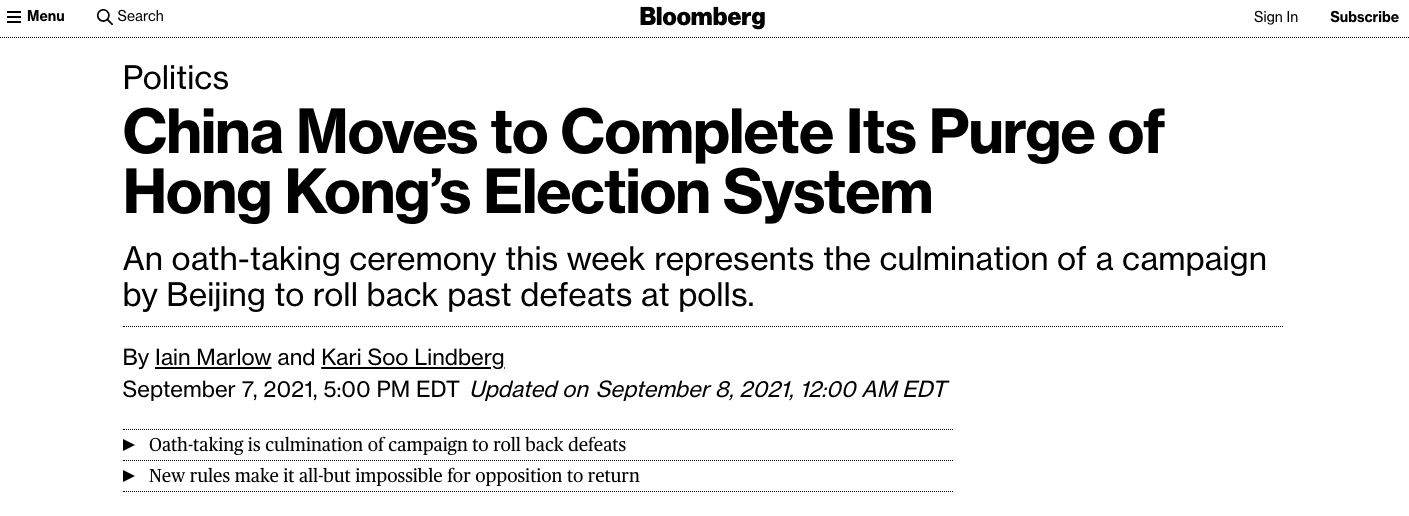 Menu Search Bloomberg Sign In Subscribe
Politics
China Moves to Complete Its Purge of
Hong Kong’s Election System
An oath-taking ceremony this week represents the culmination of a campaign
by Beijing to roll back past defeats at polls.
By Iain Marlow and Kari Soo Lindberg
September 7, 2021, 5:00 PM EDT Updated on September 8, 2021, 12:00 AM EDT
Oath-taking is culmination of campaign to roll back defeats
New rules make it all-but impossible for opposition to return